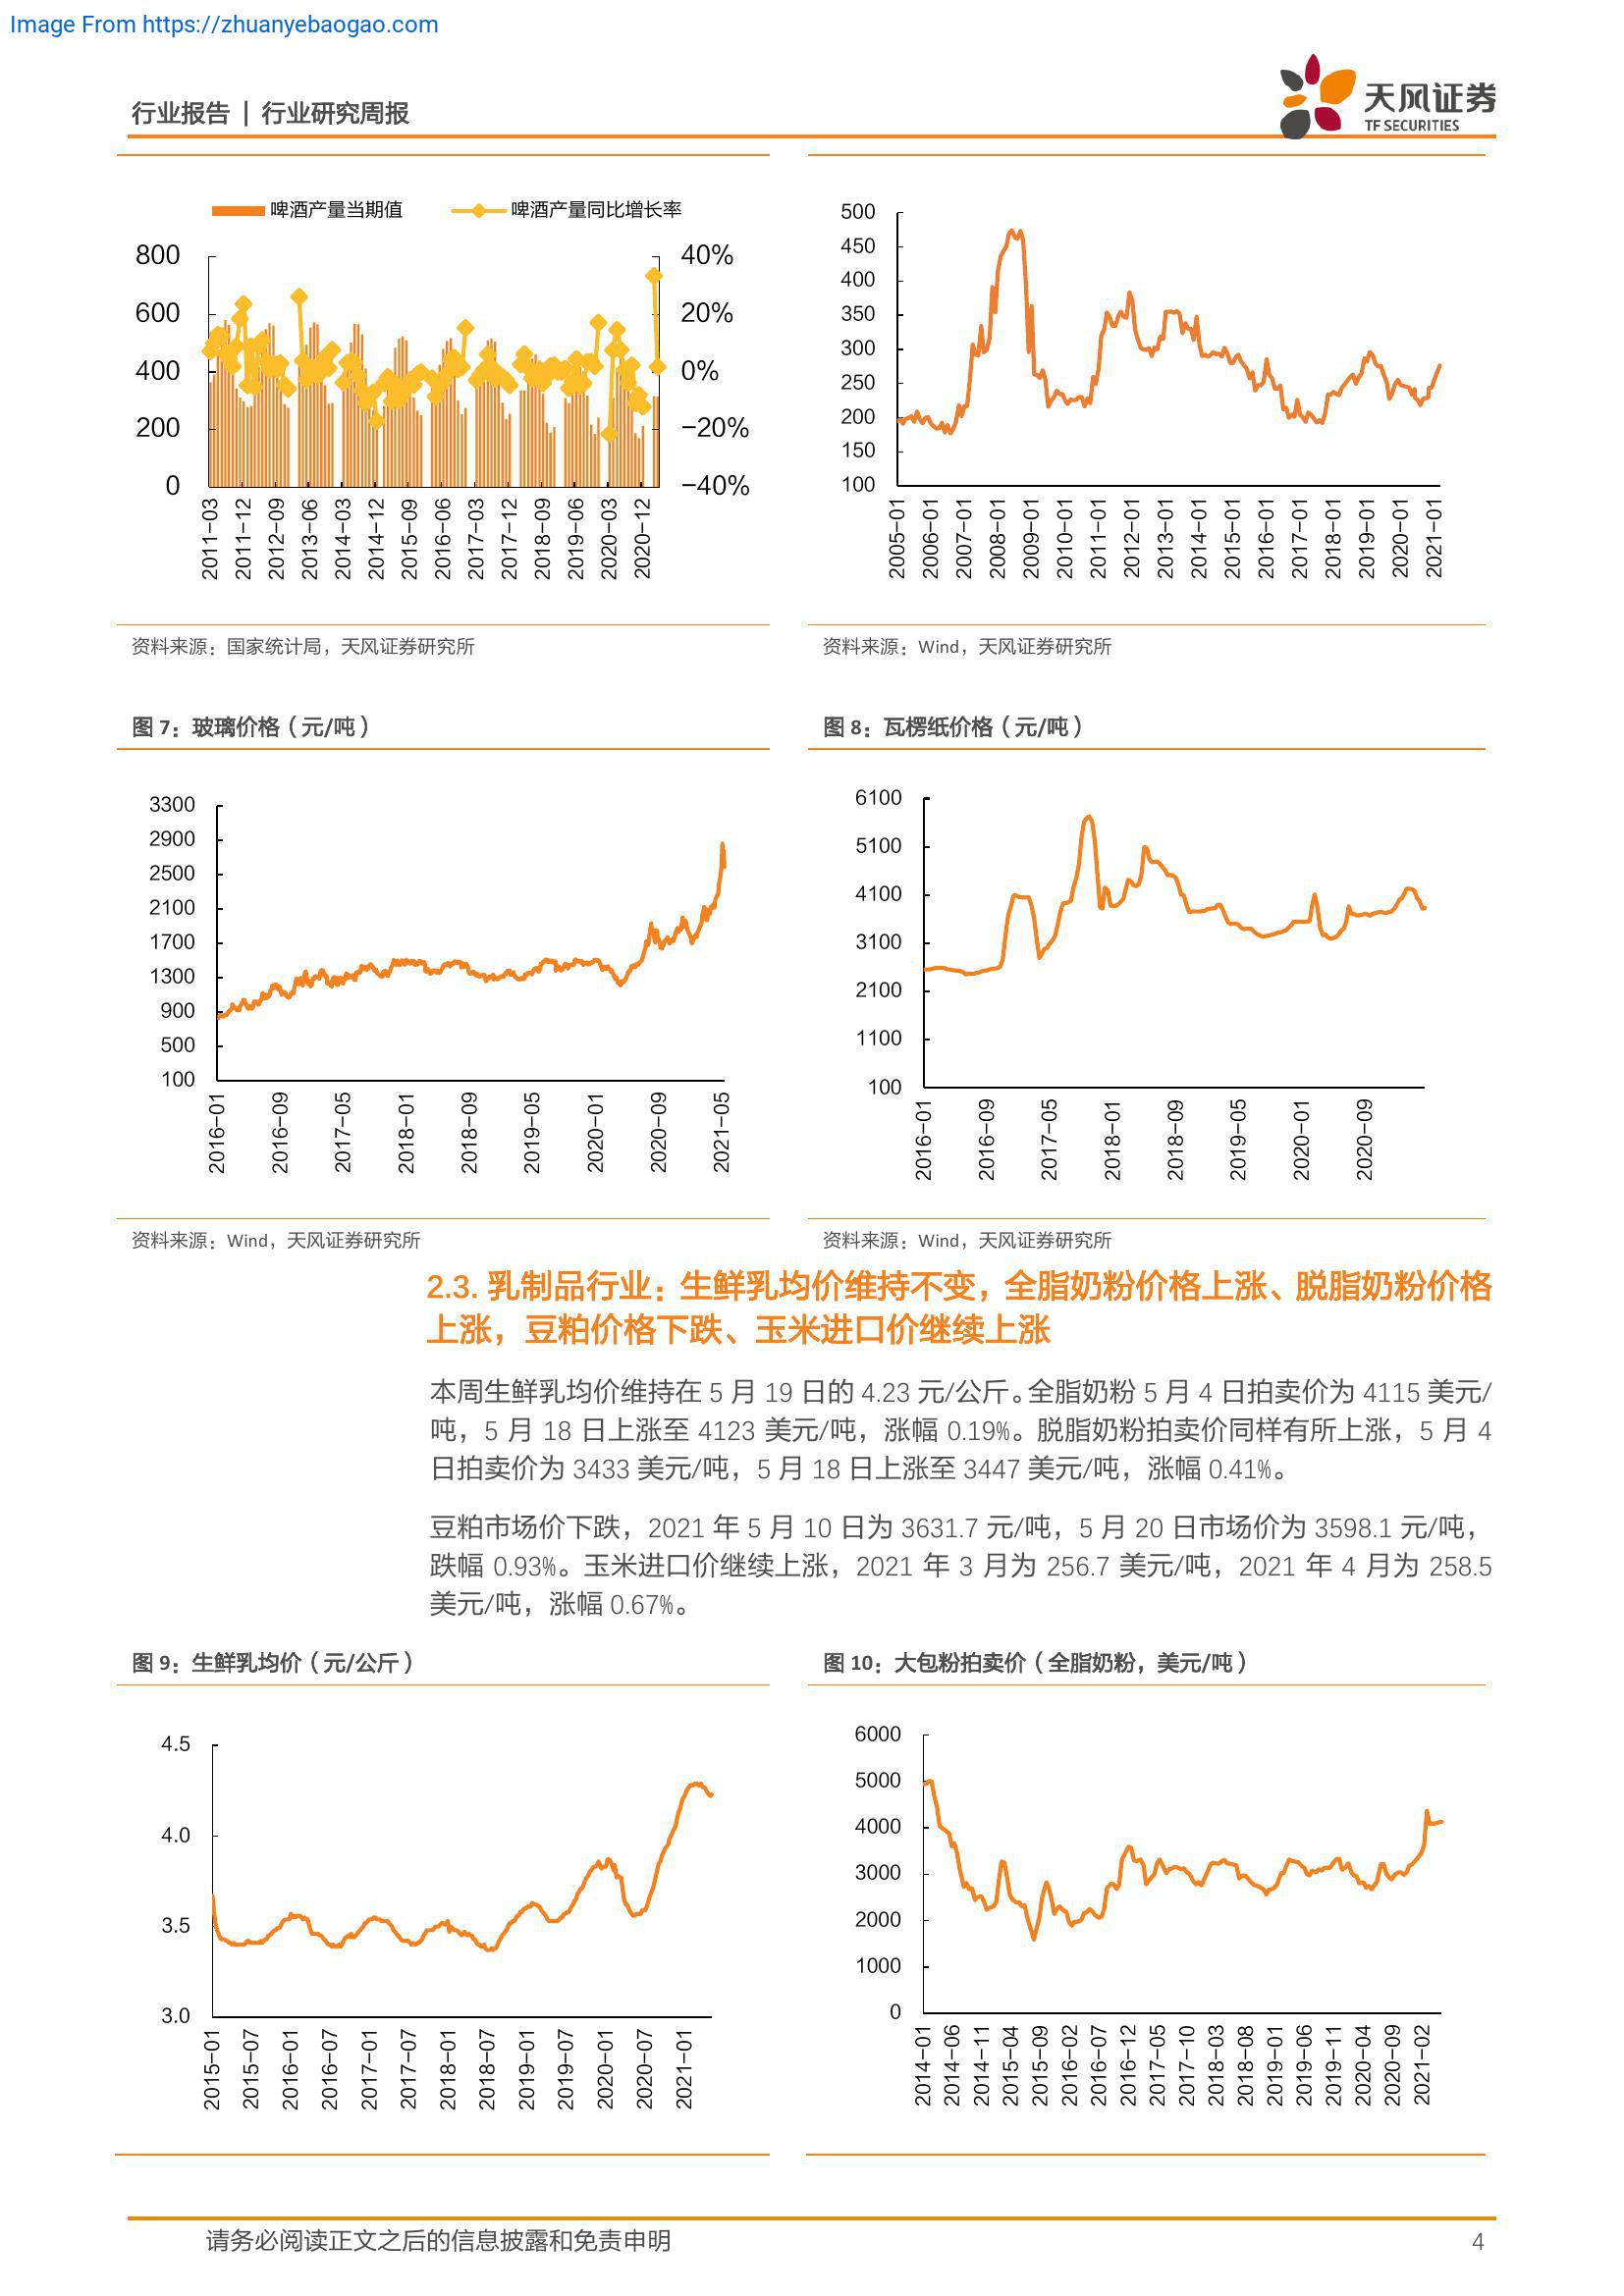 Image From https://zhuanyebaogao.com
行业报告 | 行业研究周报
天风证券
TF SECURITIES
啤酒产量当期值 啤酒产量同比增长率
800
600
400
200
0
40%
20%
0%
-20%
-40%
2011-03 2011-12 2012-09 2013-06 2014-03 2014-12 2015-09 2016-06 2017-03 2017-12 2018-09 2019-06 2020-03 2020-12
500
450
400
350
300
250
200
150
100
2005-01 2006-01 2007-01 2008-01 2009-01 2010-01 2011-01 2012-01 2013-01 2014-01 2015-01 2016-01 2017-01 2018-01 2019-01 2020-01 2021-01
资料来源：国家统计局，天风证券研究所
资料来源：Wind，天风证券研究所
图 7：玻璃价格（元/吨）
图 8：瓦楞纸价格（元/吨）
3300
2900
2500
2100
1700
1300
900
500
100
2016-01 2016-09 2017-05 2018-01 2018-09 2019-05 2020-01 2020-09 2021-05
6100
5100
4100
3100
2100
1100
100
2016-01 2016-09 2017-05 2018-01 2018-09 2019-05 2020-01 2020-09
资料来源：Wind，天风证券研究所
资料来源：Wind，天风证券研究所
2.3. 乳制品行业：生鲜乳均价维持不变，全脂奶粉价格上涨、脱脂奶粉价格
上涨，豆粕价格下跌、玉米进口价继续上涨
本周生鲜乳均价维持在 5 月 19 日的 4.23 元/公斤。全脂奶粉 5 月 4 日拍卖价为 4115 美元/
吨，5 月 18 日上涨至 4123 美元/吨，涨幅 0.19%。脱脂奶粉拍卖价同样有所上涨，5 月 4
日拍卖价为 3433 美元/吨，5 月 18 日上涨至 3447 美元/吨，涨幅 0.41%。
豆粕市场价下跌，2021 年 5 月 10 日为 3631.7 元/吨，5 月 20 日市场价为 3598.1 元/吨，
跌幅 0.93%。玉米进口价继续上涨，2021 年 3 月为 256.7 美元/吨，2021 年 4 月为 258.5
美元/吨，涨幅 0.67%。
图 9：生鲜乳均价（元/公斤）
图 10：大包粉拍卖价（全脂奶粉，美元/吨）
4.5
4.0
3.5
3.0
2015-01 2015-07 2016-01 2016-07 2017-01 2017-07 2018-01 2018-07 2019-01 2019-07 2020-01 2020-07 2021-01
6000
5000
4000
3000
2000
1000
0
2014-01 2014-06 2014-11 2015-04 2015-09 2016-02 2016-07 2016-12 2017-05 2017-10 2018-03 2018-08 2019-01 2019-06 2019-11 2020-04 2020-09 2021-02
请务必阅读正文之后的信息披露和免责申明
4